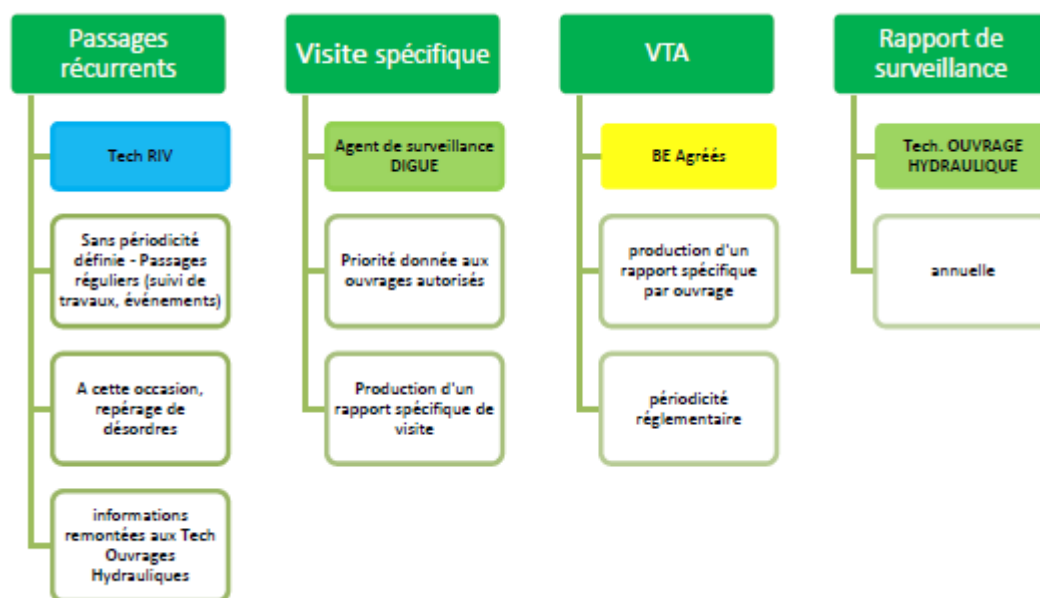 Passages
récurrents
Tech RIV
Sans périodicité
définie - Passages
réguliers (suivi de
travaux, événements)
A cette occasion,
repérage de
désordres
informations
remontées aux Tech
Ouvrages
Hydrauliques
Visite spécifique
Agent de surveillance
DIGUE
Priorité donnée aux
ouvrages autorisés
Production d'un
rapport spécifique de
visite
VTA
BE Agréés
production d'un
rapport spécifique
par ouvrage
périodicité
réglementaire
Rapport de
surveillance
Tech. OUVRAGE
HYDRAULIQUE
annuelle